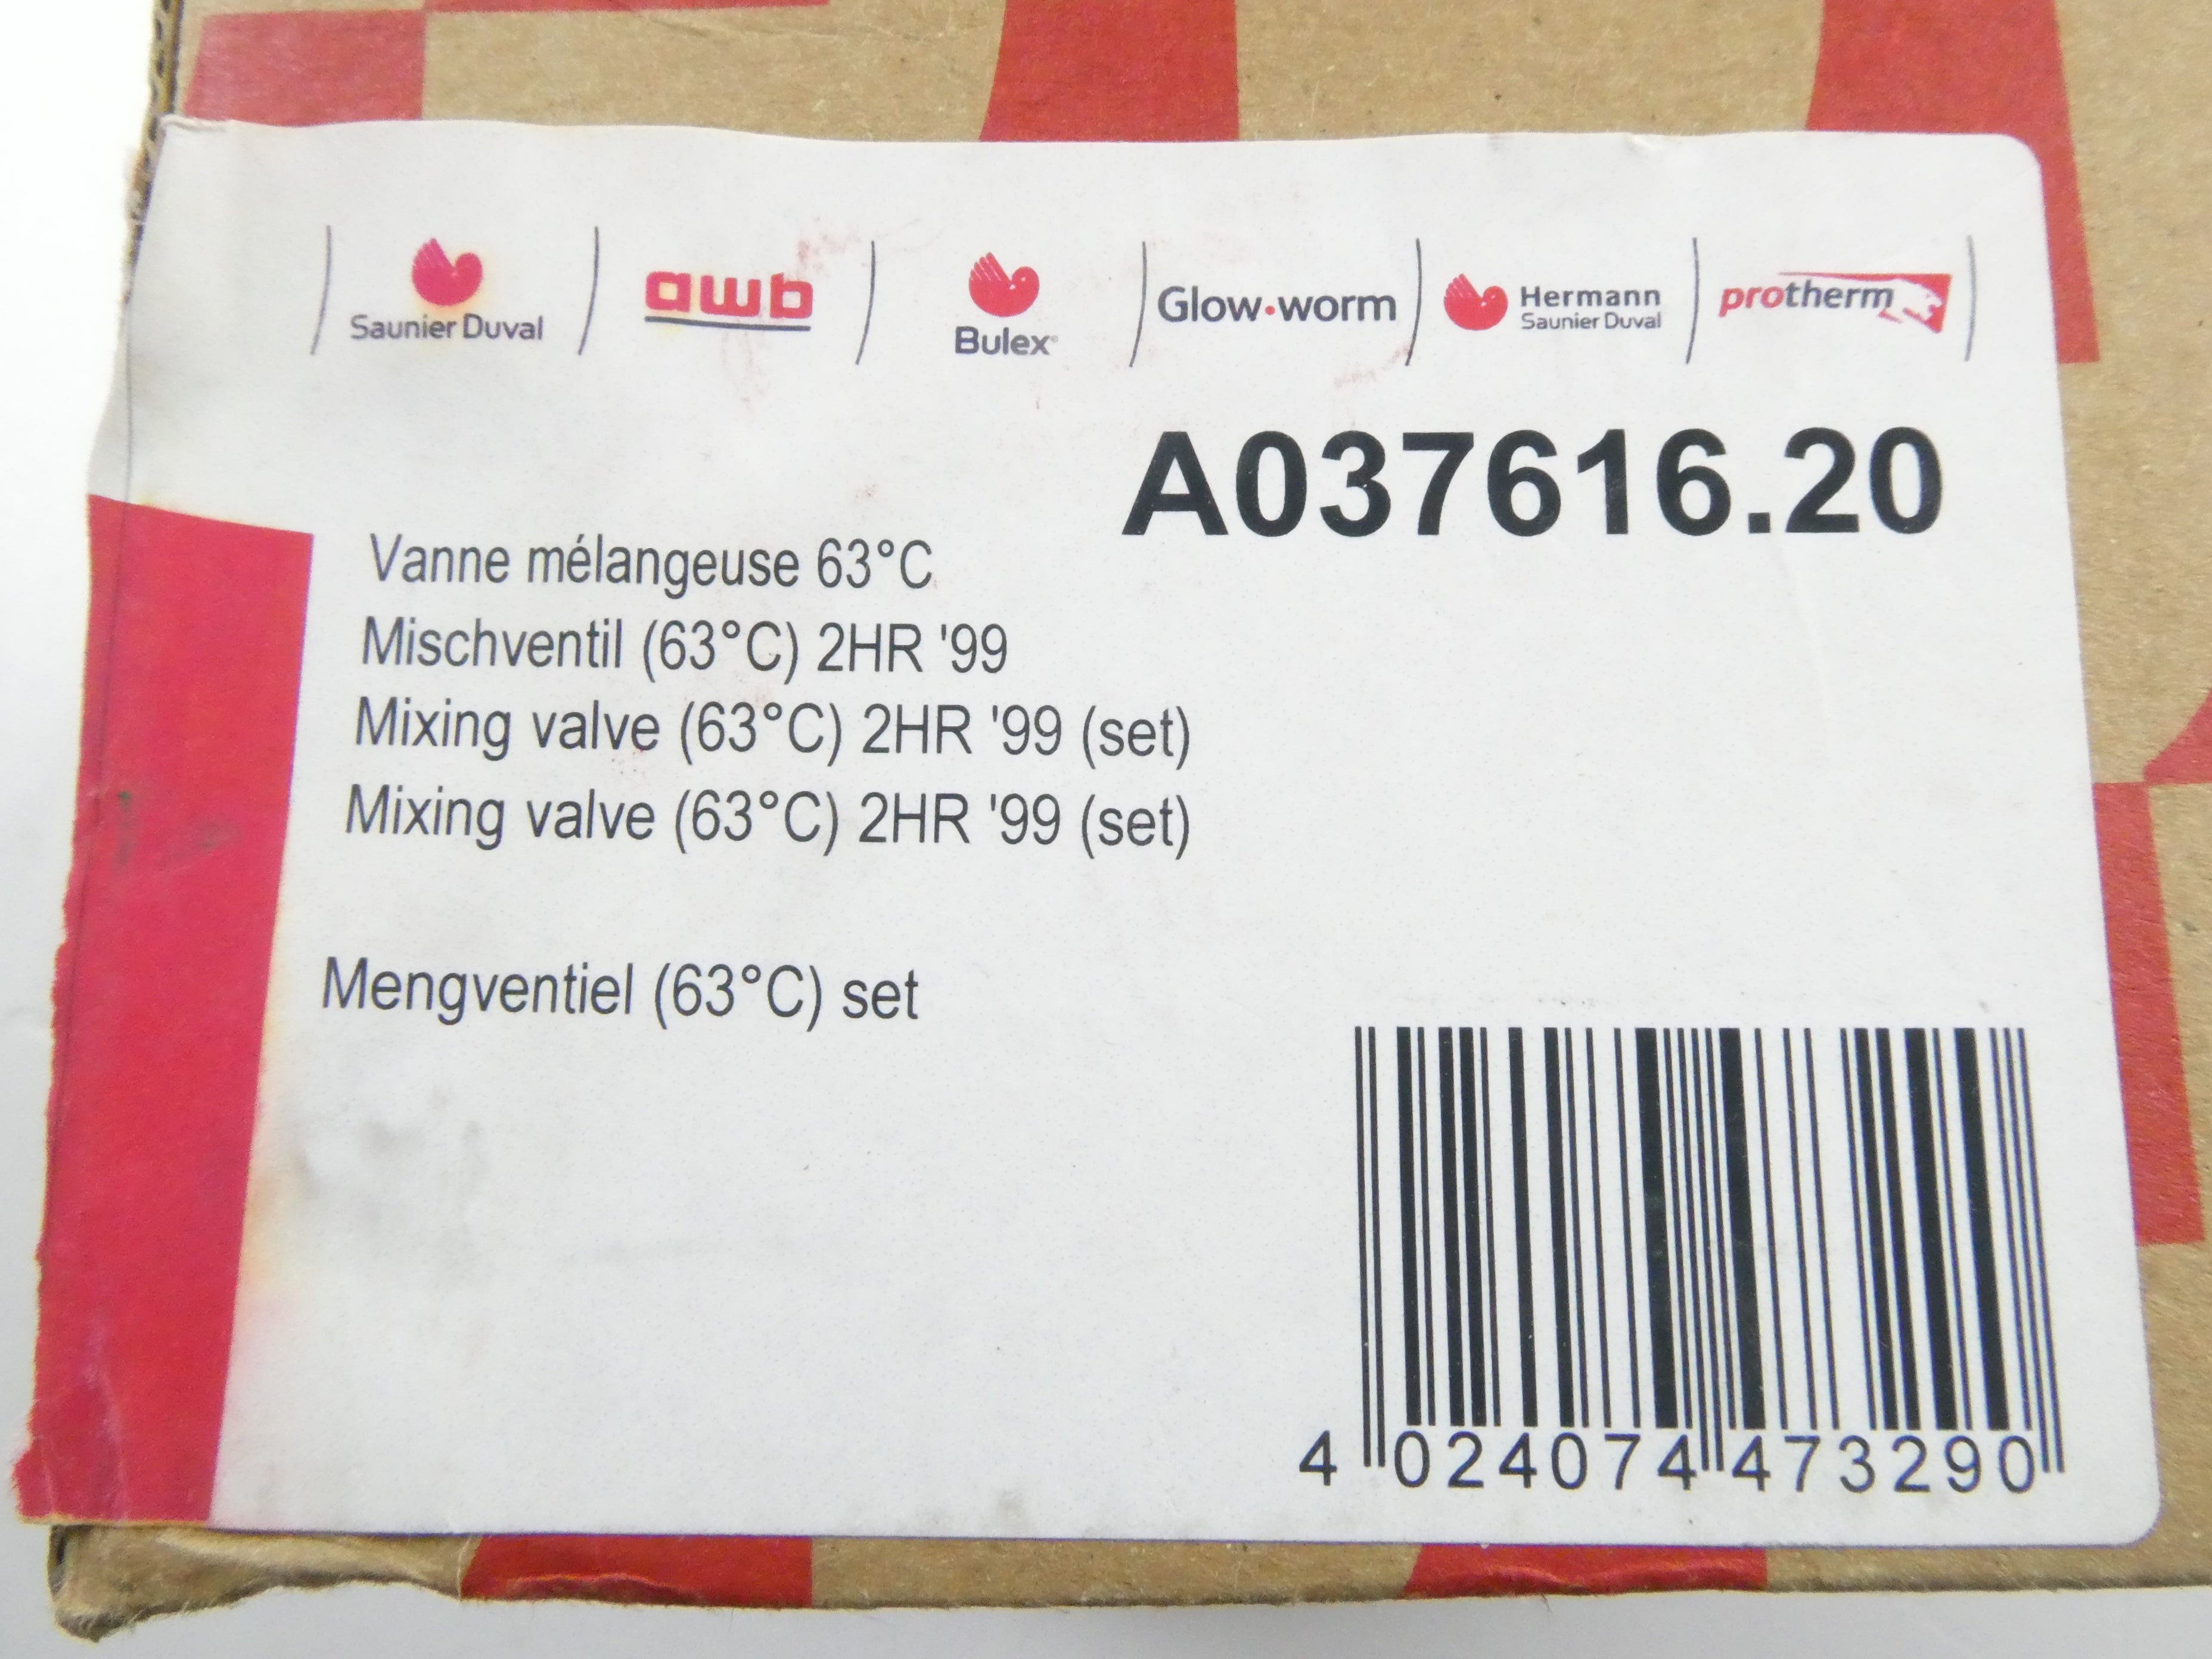 Saunier Duval awb Bulex Glow·worm Hermann Saunier Duval protherm
A037616.20
Vanne mélangeuse 63°C
Mischventil (63°C) 2HR '99
Mixing valve (63°C) 2HR '99 (set)
Mixing valve (63°C) 2HR '99 (set)
Mengventiel (63°C) set
4 024074 473290